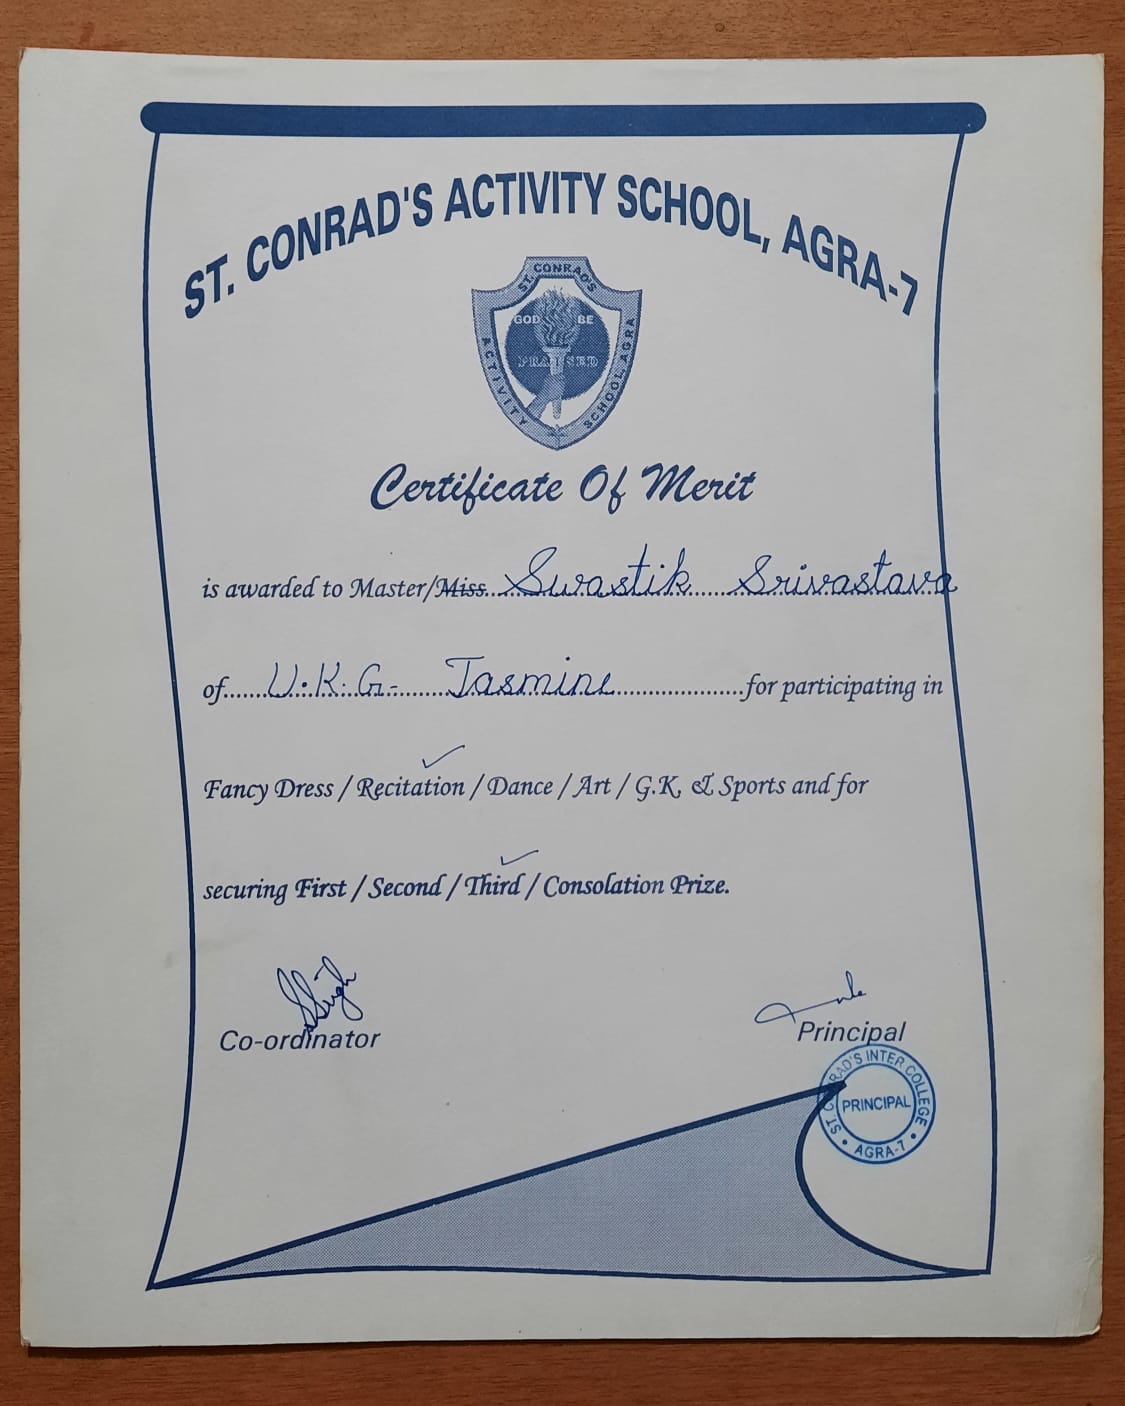 ST. CONRAD'S ACTIVITY SCHOOL, AGRA-7
ST. CONRAD'S
ACTIVITY
SCHOOL, AGRA
GOD BE
PRAISED
Certificate Of Merit
is awarded to Master/Miss...Swastik Srivastava
of.......U.K.G- Jasmine.......for participating in
Fancy Dress / Recitation / Dance / Art / G.K. & Sports and for
securing First / Second / Third / Consolation Prize.
Co-ordinator
Principal
ST. CONRAD'S INTER COLLEGE
PRINCIPAL
• AGRA-7 •